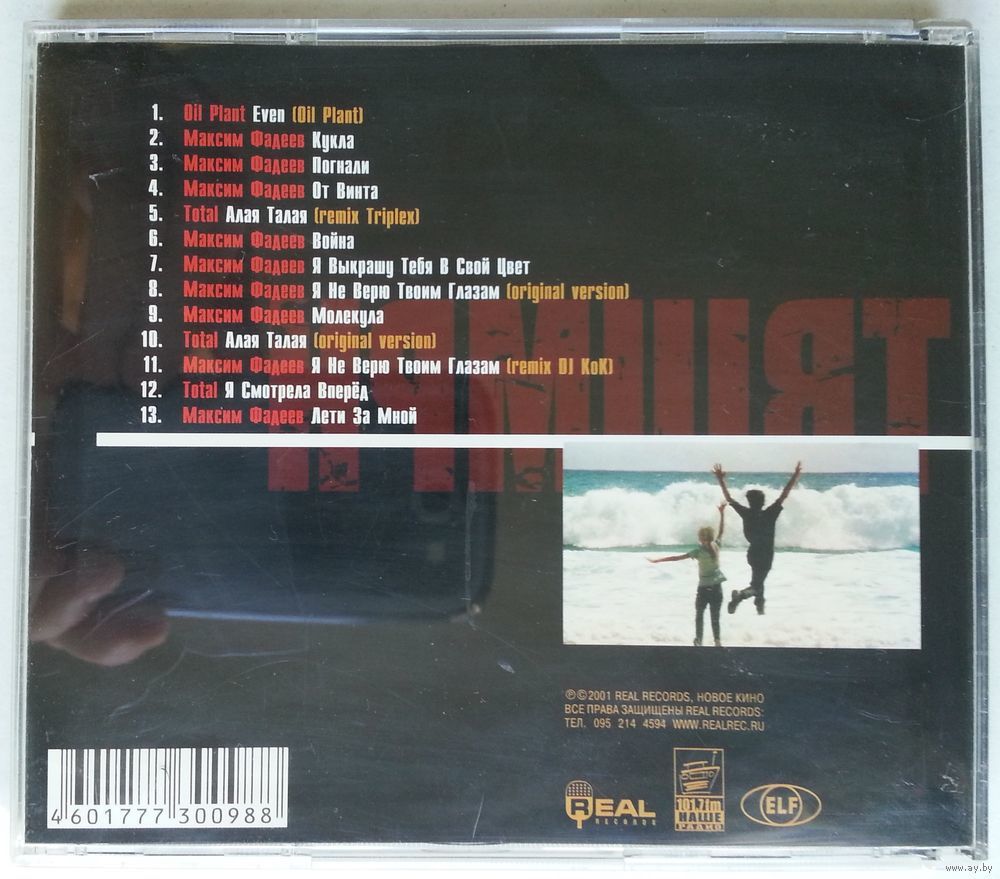 1. Oil Plant Even (Oil Plant)
2. Максим Фадеев Кукла
3. Максим Фадеев Погнали
4. Максим Фадеев От Винта
5. Total Алая Талая (remix Triplex)
6. Максим Фадеев Война
7. Максим Фадеев Я Выкрашу Тебя В Свой Цвет
8. Максим Фадеев Я Не Верю Твоим Глазам (original version)
9. Максим Фадеев Молекула
10. Total Алая Талая (original version)
11. Максим Фадеев Я Не Верю Твоим Глазам (remix DJ KoK)
12. Total Я Смотрела Вперёд
13. Максим Фадеев Лети За Мной
℗©2001 REAL RECORDS, НОВОЕ КИНО
ВСЕ ПРАВА ЗАЩИЩЕНЫ REAL RECORDS:
ТЕЛ. 095 214 4594 WWW.REALREC.RU
4 601777 300988
REAL
RECORDS
101.7fm
НАШЕ
РАДИО
ELF
www.ay.by